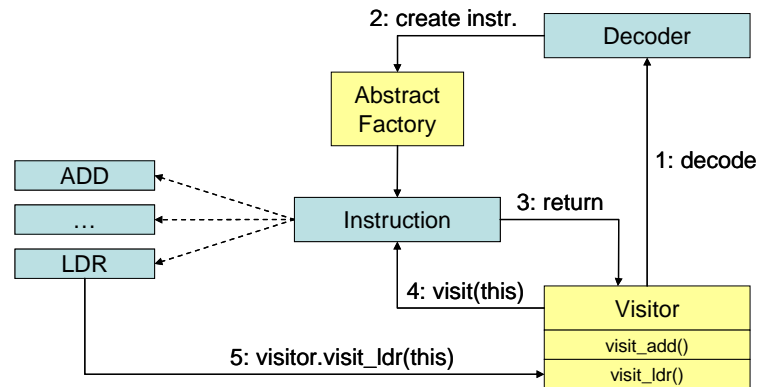 2: create instr.
Decoder
Abstract
Factory
1: decode
ADD
...
LDR
Instruction
3: return
4: visit(this)
Visitor
visit_add()
visit_ldr()
5: visitor.visit_ldr(this)